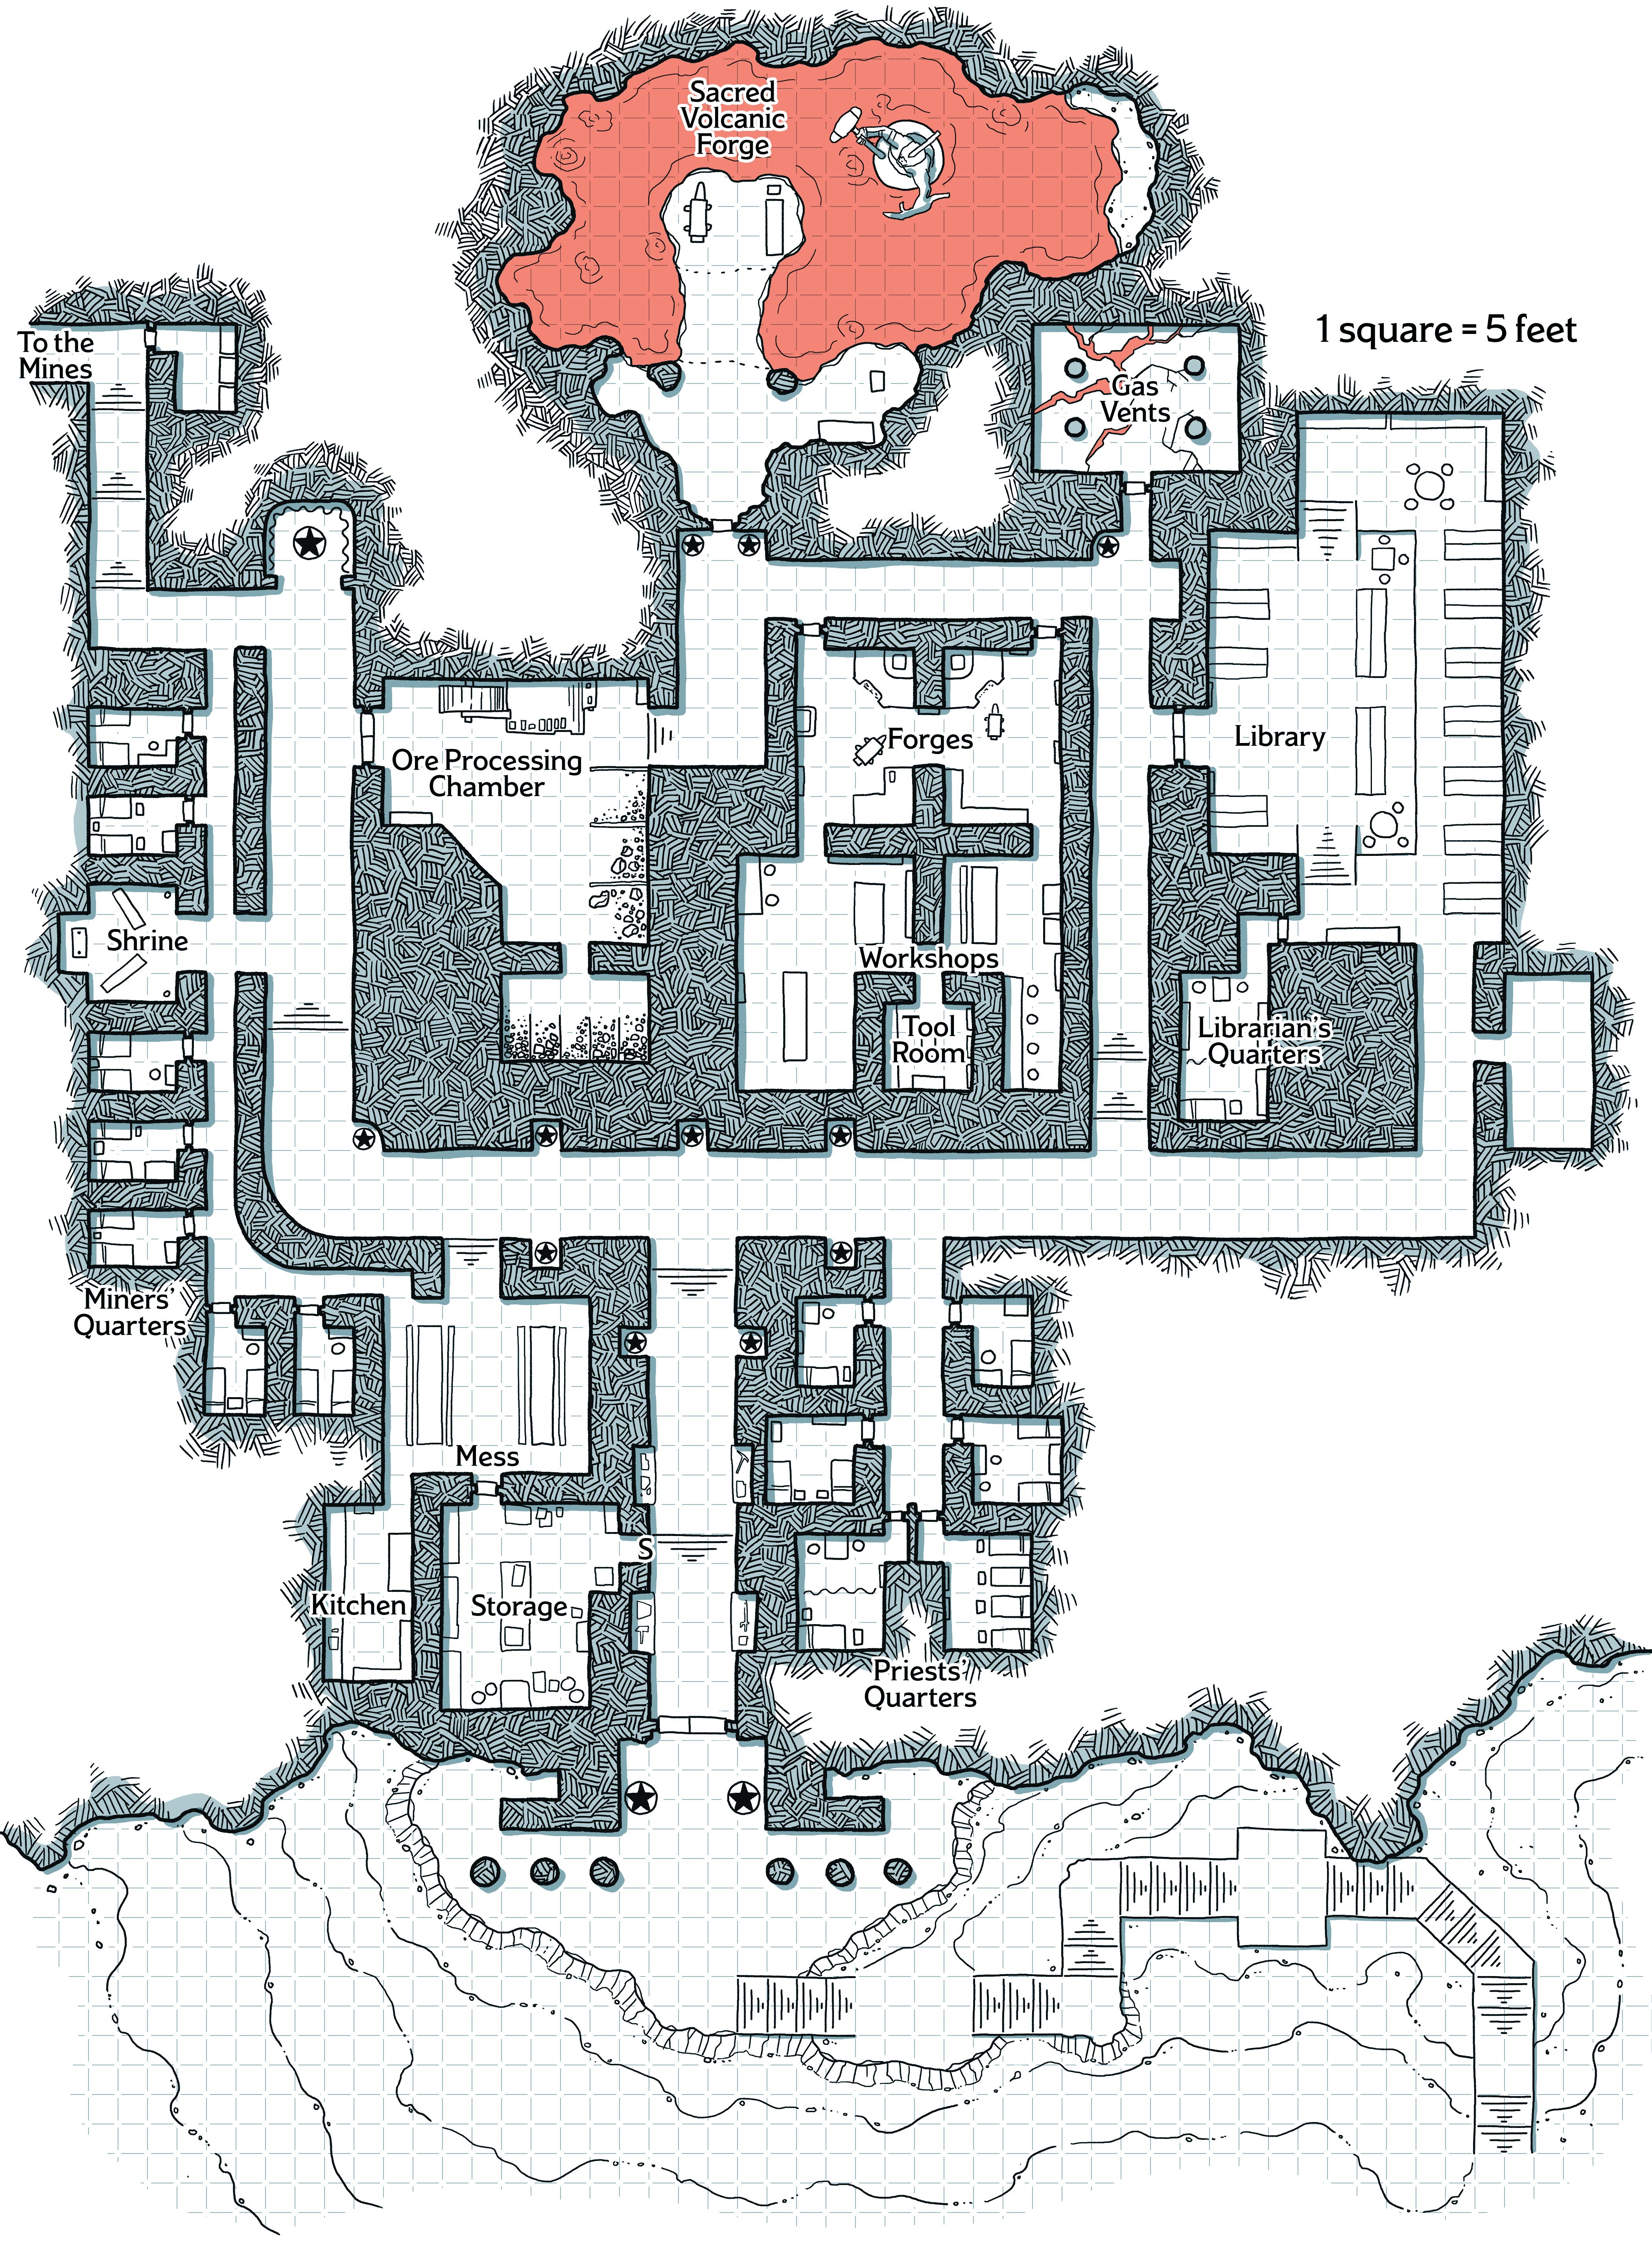 Sacred
Volcanic
Forge
To the
Mines
1 square = 5 feet
Gas
Vents
Ore Processing
Chamber
Forges
Library
Shrine
Workshops
Tool
Room
Librarian's
Quarters
Miners'
Quarters
Mess
S
Kitchen
Storage
Priests'
Quarters